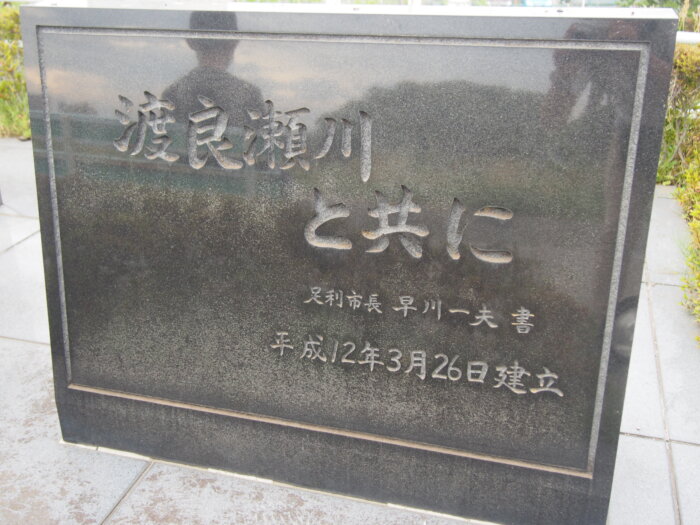 渡良瀬川
と共に
足利市長 早川一夫 書
平成12年3月26日建立